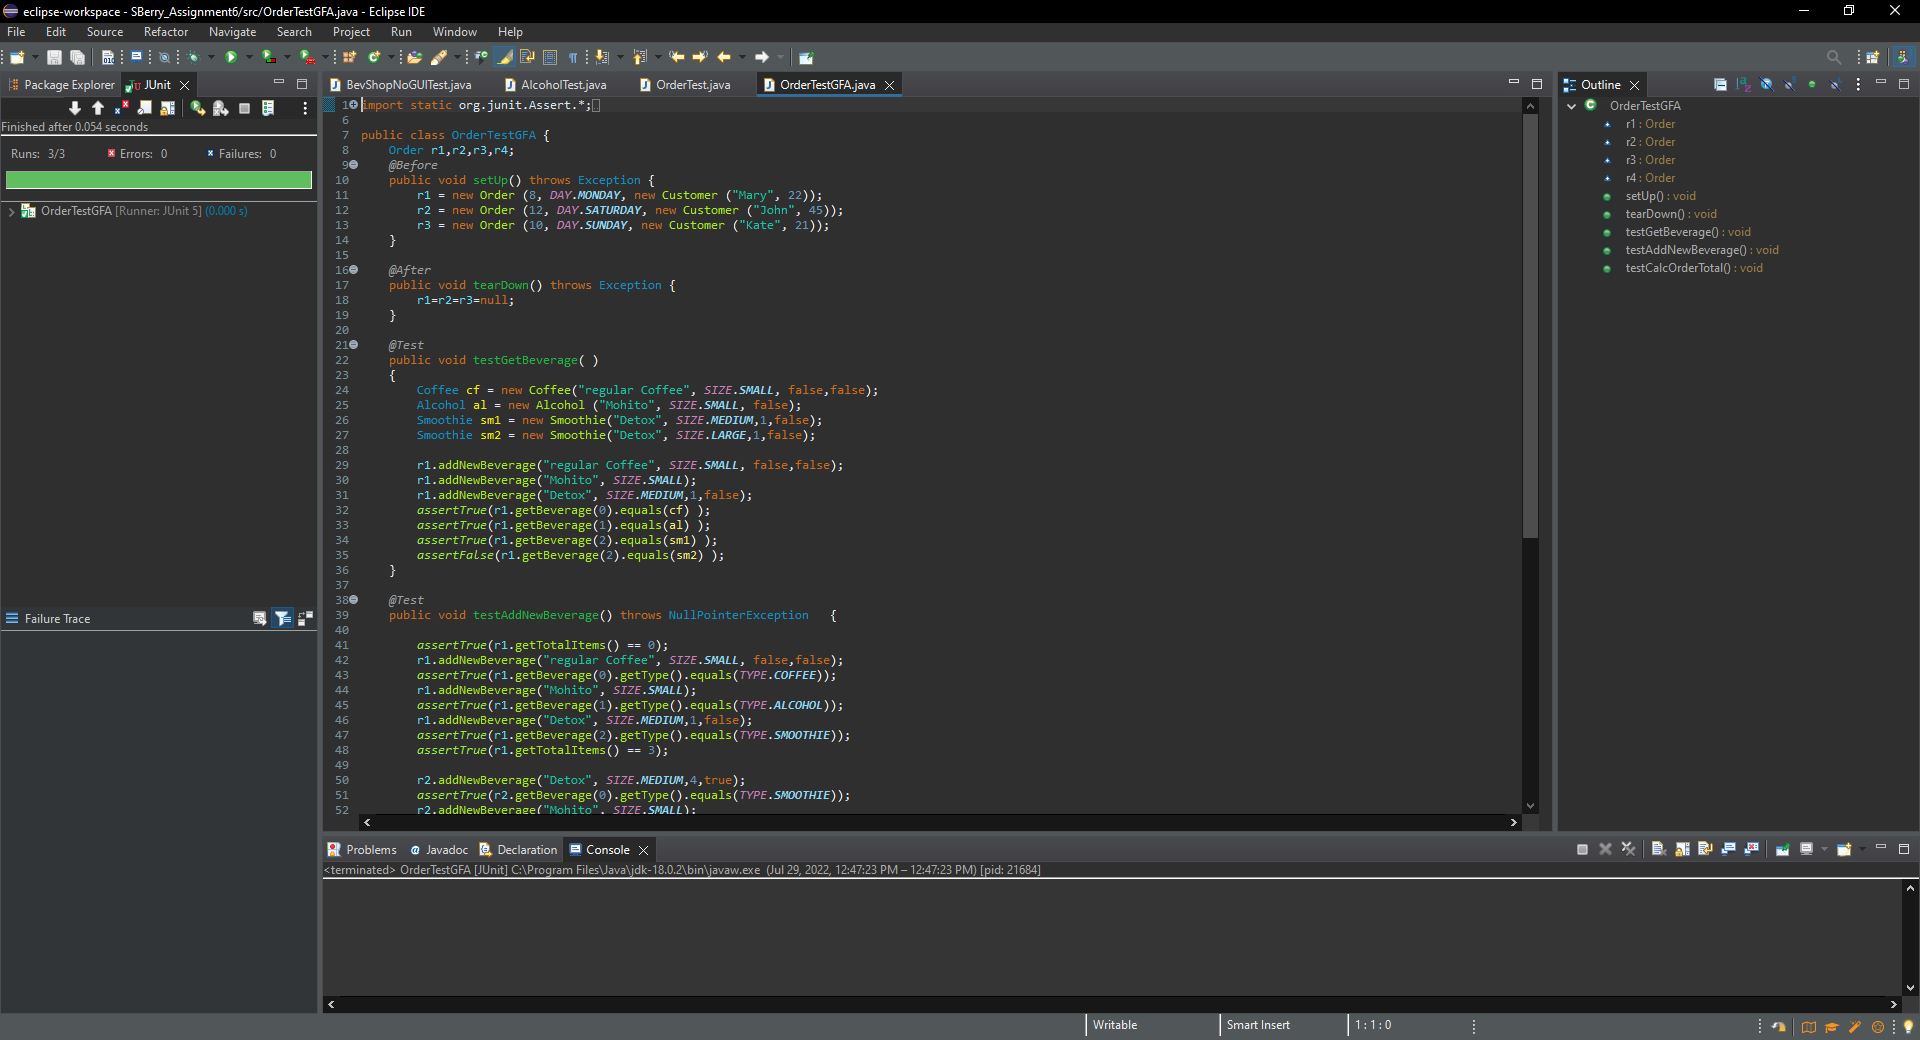 eclipse-workspace - SBerry_Assignment6/src/OrderTestGFA.java - Eclipse IDE
File Edit Source Refactor Navigate Search Project Run Window Help
Package Explorer JUnit
Finished after 0.054 seconds
Runs: 3/3 Errors: 0 Failures: 0
OrderTestGFA [Runner: JUnit 5] (0.000 s)
Failure Trace
BevShopNoGUITest.java AlcoholTest.java OrderTest.java OrderTestGFA.java
1 import static org.junit.Assert.*;
6
7 public class OrderTestGFA {
8 Order r1,r2,r3,r4;
9 @Before
10 public void setUp() throws Exception {
11 r1 = new Order (8, DAY.MONDAY, new Customer ("Mary", 22));
12 r2 = new Order (12, DAY.SATURDAY, new Customer ("John", 45));
13 r3 = new Order (10, DAY.SUNDAY, new Customer ("Kate", 21));
14 }
15
16 @After
17 public void tearDown() throws Exception {
18 r1=r2=r3=null;
19 }
20
21 @Test
22 public void testGetBeverage( )
23 {
24 Coffee cf = new Coffee("regular Coffee", SIZE.SMALL, false,false);
25 Alcohol al = new Alcohol ("Mohito", SIZE.SMALL, false);
26 Smoothie sm1 = new Smoothie("Detox", SIZE.MEDIUM,1,false);
27 Smoothie sm2 = new Smoothie("Detox", SIZE.LARGE,1,false);
28
29 r1.addNewBeverage("regular Coffee", SIZE.SMALL, false,false);
30 r1.addNewBeverage("Mohito", SIZE.SMALL);
31 r1.addNewBeverage("Detox", SIZE.MEDIUM,1,false);
32 assertTrue(r1.getBeverage(0).equals(cf) );
33 assertTrue(r1.getBeverage(1).equals(al) );
34 assertTrue(r1.getBeverage(2).equals(sm1) );
35 assertFalse(r1.getBeverage(2).equals(sm2) );
36 }
37
38 @Test
39 public void testAddNewBeverage() throws NullPointerException {
40
41 assertTrue(r1.getTotalItems() == 0);
42 r1.addNewBeverage("regular Coffee", SIZE.SMALL, false,false);
43 assertTrue(r1.getBeverage(0).getType().equals(TYPE.COFFEE));
44 r1.addNewBeverage("Mohito", SIZE.SMALL);
45 assertTrue(r1.getBeverage(1).getType().equals(TYPE.ALCOHOL));
46 r1.addNewBeverage("Detox", SIZE.MEDIUM,1,false);
47 assertTrue(r1.getBeverage(2).getType().equals(TYPE.SMOOTHIE));
48 assertTrue(r1.getTotalItems() == 3);
49
50 r2.addNewBeverage("Detox", SIZE.MEDIUM,4,true);
51 assertTrue(r2.getBeverage(0).getType().equals(TYPE.SMOOTHIE));
52 r2.addNewBeverage("Mohito", SIZE.SMALL);
Outline
OrderTestGFA
r1 : Order
r2 : Order
r3 : Order
r4 : Order
setUp() : void
tearDown() : void
testGetBeverage() : void
testAddNewBeverage() : void
testCalcOrderTotal() : void
Problems Javadoc Declaration Console
<terminated> OrderTestGFA [JUnit] C:\Program Files\Java\jdk-18.0.2\bin\javaw.exe (Jul 29, 2022, 12:47:23 PM – 12:47:23 PM) [pid: 21684]
Writable Smart Insert 1 : 1 : 0